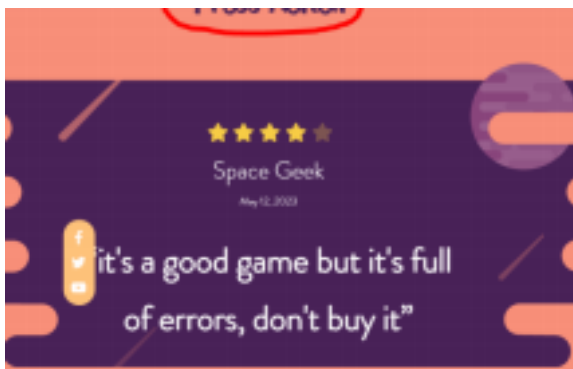 Space Geek
May 12, 2023
"it's a good game but it's full
of errors, don't buy it”